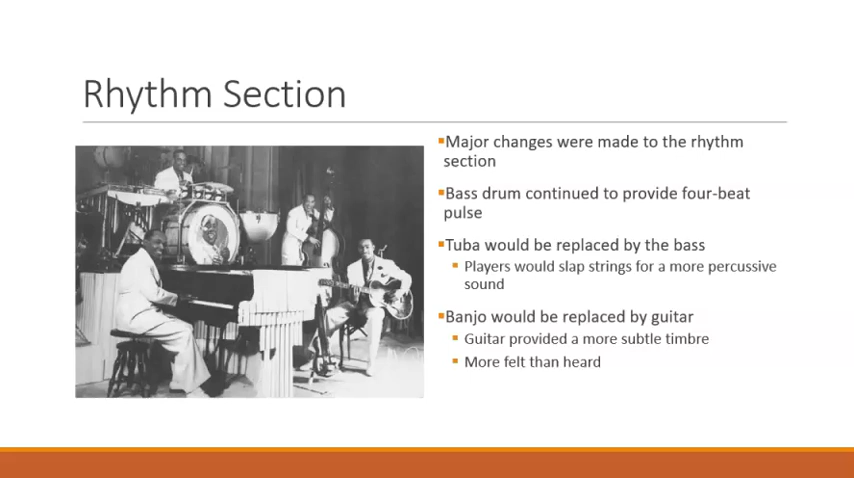 Rhythm Section
▪Major changes were made to the rhythm
section
▪Bass drum continued to provide four-beat
pulse
▪Tuba would be replaced by the bass
▪ Players would slap strings for a more percussive
sound
▪Banjo would be replaced by guitar
▪ Guitar provided a more subtle timbre
▪ More felt than heard